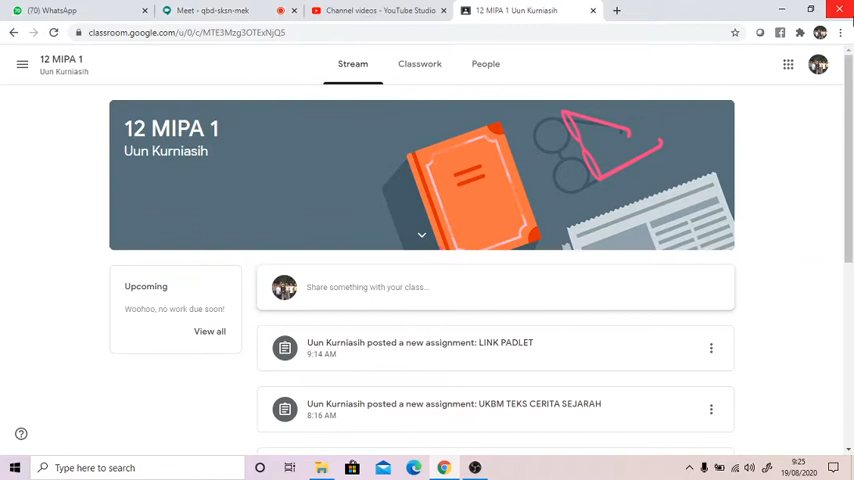 (70) WhatsApp
Meet - qbd-sksn-mek
Channel videos - YouTube Studio
12 MIPA 1 Uun Kurniasih
classroom.google.com/u/0/c/MTE3Mzg3OTExNjQ5
12 MIPA 1
Uun Kurniasih
Stream
Classwork
People
12 MIPA 1
Uun Kurniasih
Upcoming
Woohoo, no work due soon!
View all
Share something with your class...
Uun Kurniasih posted a new assignment: LINK PADLET
9:14 AM
Uun Kurniasih posted a new assignment: UKBM TEKS CERITA SEJARAH
8:16 AM
Type here to search
9:25
19/08/2020